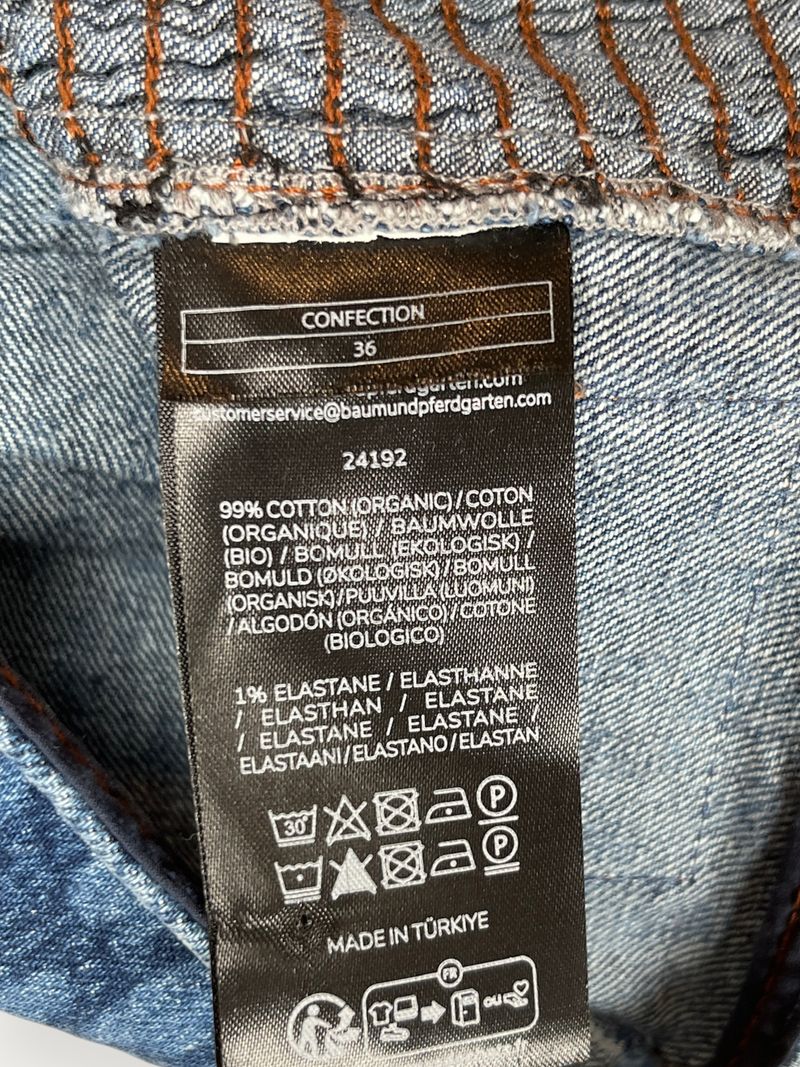 CONFECTION
36
customerservice@baumundpferdgarten.com
24192
99% COTTON (ORGANIC) / COTON
(ORGANIQUE) / BAUMWOLLE
(BIO) / BOMULL (EKOLOGISK) /
BOMULD (ØKOLOGISK) / BOMULL
(ORGANISK) / PUUVILLA (LUOMUNI)
/ ALGODÓN (ORGÁNICO) / COTONE
(BIOLOGICO)
1% ELASTANE / ELASTHANNE
/ ELASTHAN / ELASTANE
/ ELASTANE / ELASTANE /
ELASTAANI / ELASTANO / ELASTAN
30°
P
P
MADE IN TÜRKIYE
FR
OU